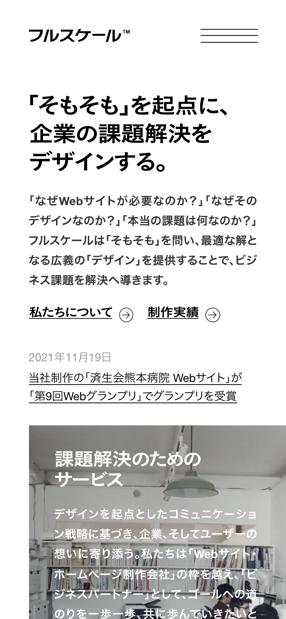 フルスケール™
「そもそも」を起点に、
企業の課題解決を
デザインする。
「なぜWebサイトが必要なのか?」「なぜその
デザインなのか?」「本当の課題は何なのか?」
フルスケールは「そもそも」を問い、最適な解と
なる広義の「デザイン」を提供することで、ビジ
ネス課題を解決へ導きます。
私たちについて 制作実績
2021年11月19日
当社制作の「済生会熊本病院 Webサイト」が
「第9回Webグランプリ」でグランプリを受賞
課題解決のための
サービス
デザインを起点としたコミュニケーショ
ン戦略に基づき、企業、そしてユーザーの
想いに寄り添う。私たちは「Webサイト・
ホームページ制作会社」の枠を越え、「ビ
ジネスパートナー」として、ゴールへの道
のりを一歩一歩、共に歩んでいきたいと